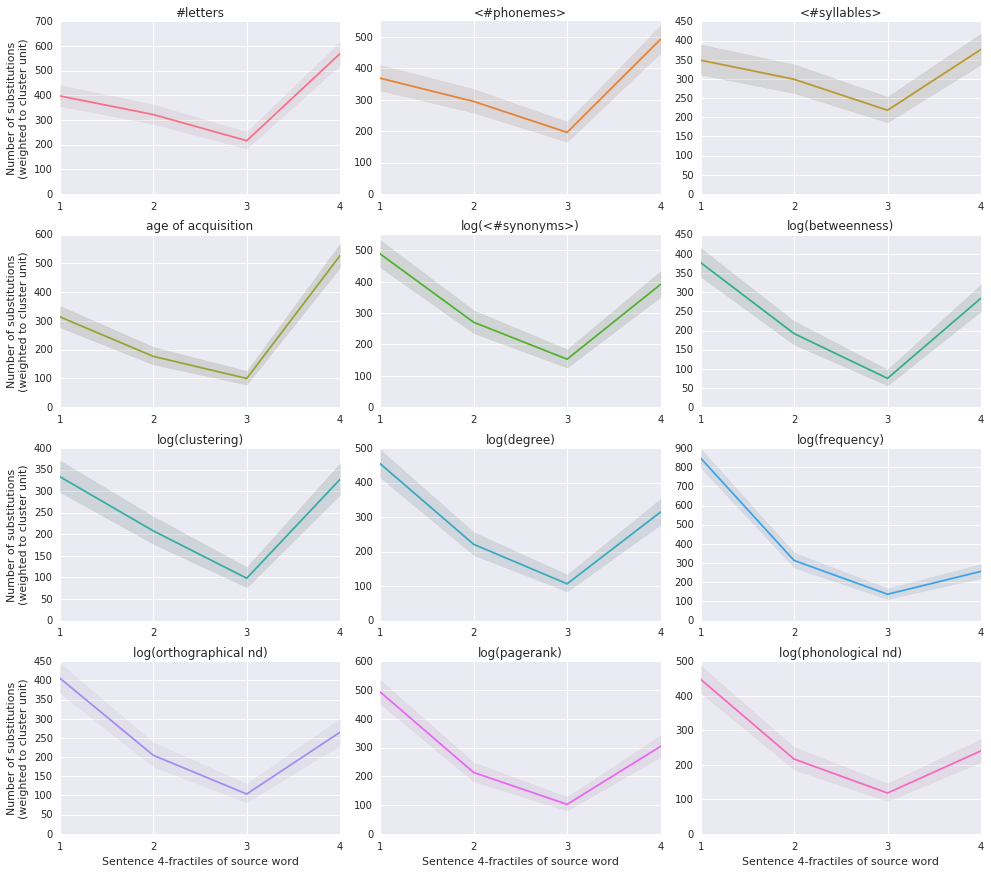 #letters
<#phonemes>
<#syllables>
Number of substitutions
(weighted to cluster unit)
700
600
500
400
300
200
100
0
1 2 3 4
500
400
300
200
100
0
1 2 3 4
450
400
350
300
250
200
150
100
50
0
1 2 3 4
age of acquisition
log(<#synonyms>)
log(betweenness)
Number of substitutions
(weighted to cluster unit)
600
500
400
300
200
100
0
1 2 3 4
500
400
300
200
100
0
1 2 3 4
450
400
350
300
250
200
150
100
50
0
1 2 3 4
log(clustering)
log(degree)
log(frequency)
Number of substitutions
(weighted to cluster unit)
400
350
300
250
200
150
100
50
0
1 2 3 4
500
400
300
200
100
0
1 2 3 4
900
800
700
600
500
400
300
200
100
0
1 2 3 4
log(orthographical nd)
log(pagerank)
log(phonological nd)
Number of substitutions
(weighted to cluster unit)
450
400
350
300
250
200
150
100
50
0
1 2 3 4
600
500
400
300
200
100
0
1 2 3 4
500
400
300
200
100
0
1 2 3 4
Sentence 4-fractiles of source word
Sentence 4-fractiles of source word
Sentence 4-fractiles of source word